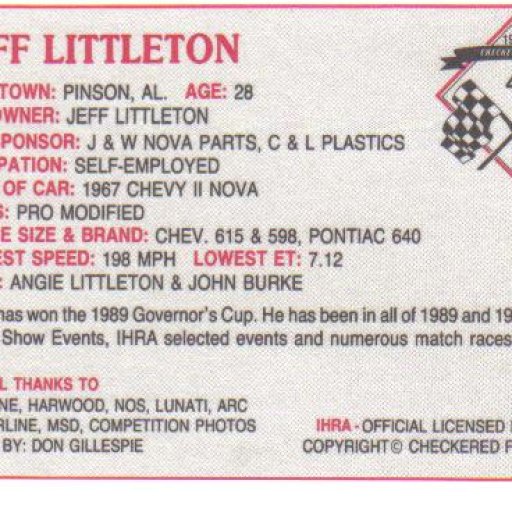 FF LITTLETON
TOWN: PINSON, AL. AGE: 28
OWNER: JEFF LITTLETON
SPONSOR: J & W NOVA PARTS, C & L PLASTICS
PATION: SELF-EMPLOYED
OF CAR: 1967 CHEVY II NOVA
S: PRO MODIFIED
E SIZE & BRAND: CHEV. 615 & 598, PONTIAC 640
EST SPEED: 198 MPH LOWEST ET: 7.12
: ANGIE LITTLETON & JOHN BURKE
has won the 1989 Governor's Cup. He has been in all of 1989 and 19
Show Events, IHRA selected events and numerous match races
L THANKS TO
NE, HARWOOD, NOS, LUNATI, ARC
RLINE, MSD, COMPETITION PHOTOS
BY: DON GILLESPIE
IHRA - OFFICIAL LICENSED
COPYRIGHT© CHECKERED F